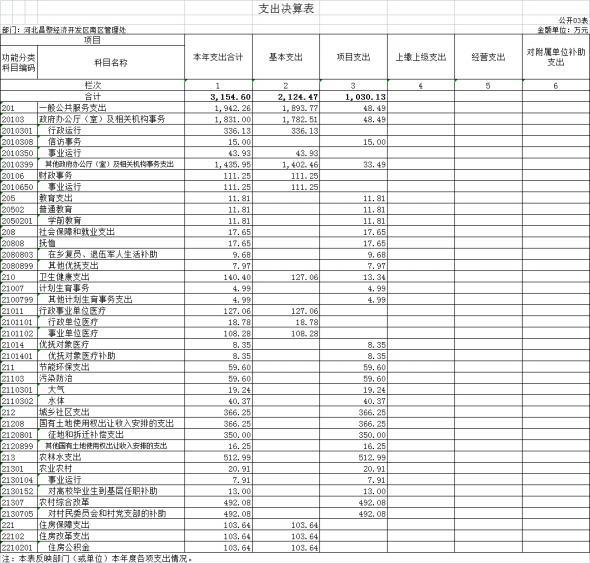 支出决算表
公开03表
部门：河北昌黎经济开发区南区管理处 金额单位：万元
项目 本年支出合计 基本支出 项目支出 上缴上级支出 经营支出 对附属单位补助支出
功能分类科目编码 科目名称
栏次 1 2 3 4 5 6
合计 3,154.60 2,124.47 1,030.13
201 一般公共服务支出 1,942.26 1,893.77 48.49
20103 政府办公厅（室）及相关机构事务 1,831.00 1,782.51 48.49
2010301 行政运行 336.13 336.13
2010308 信访事务 15.00 15.00
2010350 事业运行 43.93 43.93
2010399 其他政府办公厅（室）及相关机构事务支出 1,435.95 1,402.46 33.49
20106 财政事务 111.25 111.25
2010650 事业运行 111.25 111.25
205 教育支出 11.81 11.81
20502 普通教育 11.81 11.81
2050201 学前教育 11.81 11.81
208 社会保障和就业支出 17.65 17.65
20808 抚恤 17.65 17.65
2080803 在乡复员、退伍军人生活补助 9.68 9.68
2080899 其他优抚支出 7.97 7.97
210 卫生健康支出 140.40 127.06 13.34
21007 计划生育事务 4.99 4.99
2100799 其他计划生育事务支出 4.99 4.99
21011 行政事业单位医疗 127.06 127.06
2101101 行政单位医疗 18.78 18.78
2101102 事业单位医疗 108.28 108.28
21014 优抚对象医疗 8.35 8.35
2101401 优抚对象医疗补助 8.35 8.35
211 节能环保支出 59.60 59.60
21103 污染防治 59.60 59.60
2110301 大气 19.24 19.24
2110302 水体 40.37 40.37
212 城乡社区支出 366.25 366.25
21208 国有土地使用权出让收入安排的支出 366.25 366.25
2120801 征地和拆迁补偿支出 350.00 350.00
2120899 其他国有土地使用权出让收入安排的支出 16.25 16.25
213 农林水支出 512.99 512.99
21301 农业农村 20.91 20.91
2130104 事业运行 7.91 7.91
2130152 对高校毕业生到基层任职补助 13.00 13.00
21307 农村综合改革 492.08 492.08
2130705 对村民委员会和村党支部的补助 492.08 492.08
221 住房保障支出 103.64 103.64
22102 住房改革支出 103.64 103.64
2210201 住房公积金 103.64 103.64
注：本表反映部门（或单位）本年度各项支出情况。